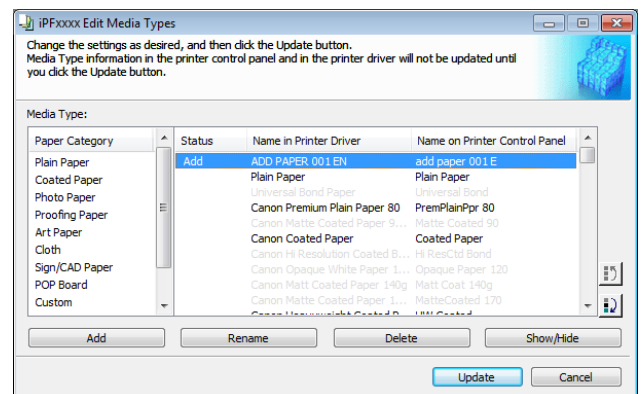 iPFxxxx Edit Media Types
Change the settings as desired, and then click the Update button.
Media Type information in the printer control panel and in the printer driver will not be updated until
you click the Update button.
Media Type:
Paper Category Status Name in Printer Driver Name on Printer Control Panel
Plain Paper Add ADD PAPER 001 EN add paper 001 E
Coated Paper Plain Paper Plain Paper
Photo Paper Universal Bond Paper Universal Bond
Proofing Paper Canon Premium Plain Paper 80 PremPlainPpr 80
Art Paper Canon Matte Coated Paper 9... Matte Coated 90
Cloth Canon Coated Paper Coated Paper
Sign/CAD Paper Canon Hi Resolution Coated B... Hi ResCtd Bond
POP Board Canon Opaque White Paper 1... Opaque Paper 120
Custom Canon Matt Coated Paper 140g Matt Coat 140g
Canon Matte Coated Paper 1... MatteCoated 170
Canon Heavyweight Coated P... HW Coated
Add Rename Delete Show/Hide
Update Cancel